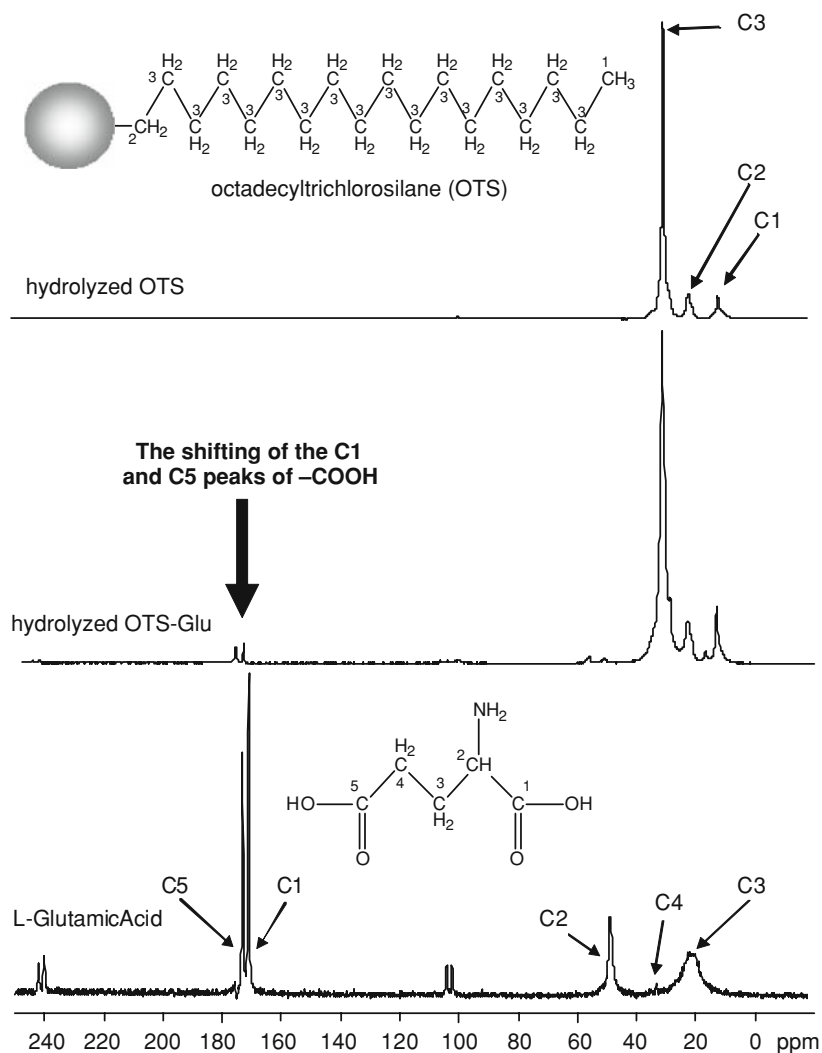 C3
H2 H2 H2 H2 H2 H2 H2 H2 1
3 C C C C C C C C CH3
3 3 3 3 3 3 3
3 3 3 3 3 3 3 3
2 CH2 C C C C C C C C
H2 H2 H2 H2 H2 H2 H2 H2
octadecyltrichlorosilane (OTS)
C2
C1
hydrolyzed OTS
The shifting of the C1
and C5 peaks of –COOH
hydrolyzed OTS-Glu
NH2
H2 2
C CH
5 4 3 1
HO C C C OH
H2
O O
C5 C1
L-GlutamicAcid
C2 C4 C3
240 220 200 180 160 140 120 100 80 60 40 20 0 ppm